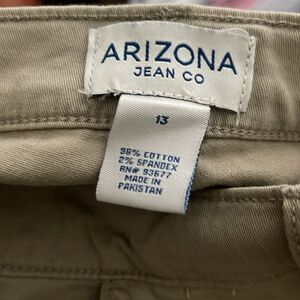 ARIZONA
JEAN CO
13
98% COTTON
2% SPANDEX
RN# 93677
MADE IN
PAKISTAN